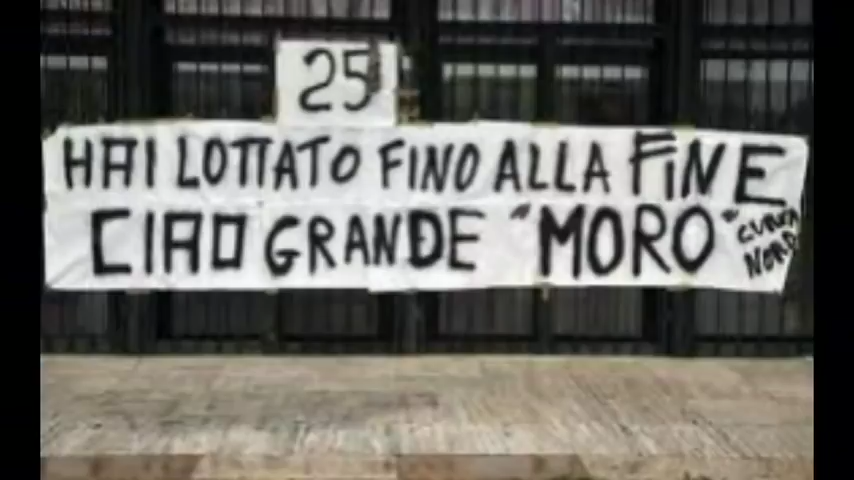 25
HAI LOTTATO FINO ALLA FINE
CIAO GRANDE "MORO"
CURVA
NORD